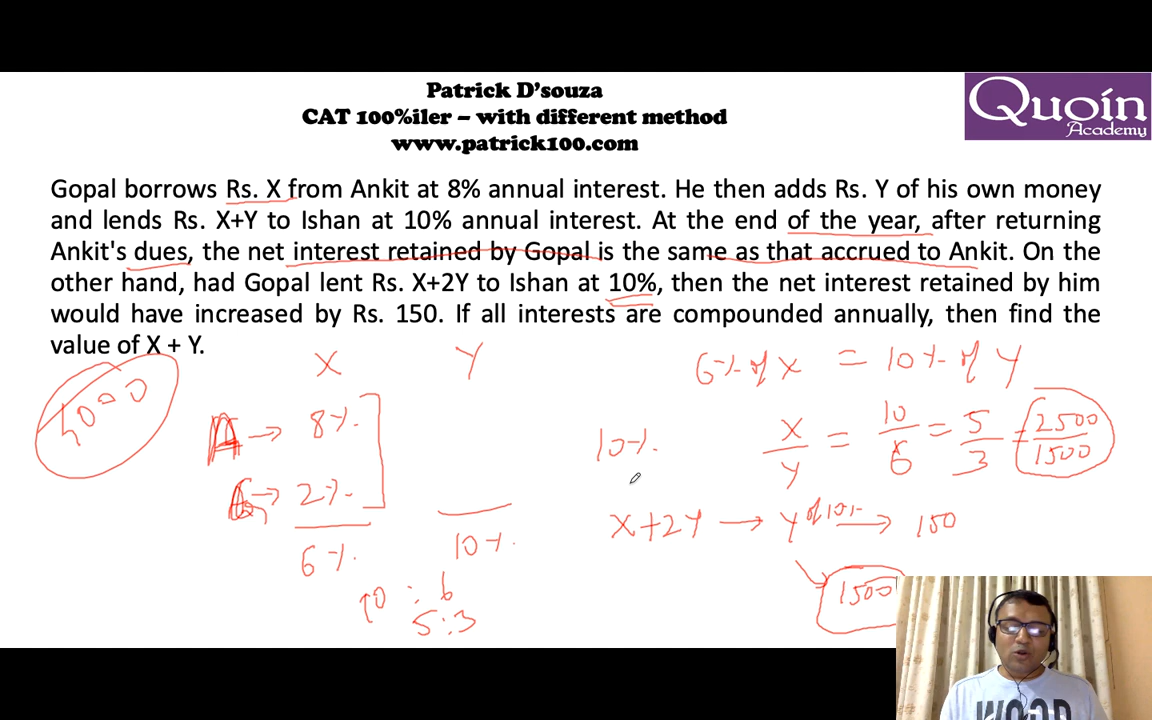 Patrick D'souza
CAT 100%iler – with different method
www.patrick100.com
Quoin
Academy
Gopal borrows Rs. X from Ankit at 8% annual interest. He then adds Rs. Y of his own money
and lends Rs. X+Y to Ishan at 10% annual interest. At the end of the year, after returning
Ankit's dues, the net interest retained by Gopal is the same as that accrued to Ankit. On the
other hand, had Gopal lent Rs. X+2Y to Ishan at 10%, then the net interest retained by him
would have increased by Rs. 150. If all interests are compounded annually, then find the
value of X + Y.
X Y
6% of X = 10% of Y
4000
A → 8%
10%
X/Y = 10/6 = 5/3 = 2500/1500
G → 2%
X+2Y → Y of 10% → 150
6% 10%
10 : 6
5:3
1500
WOOD